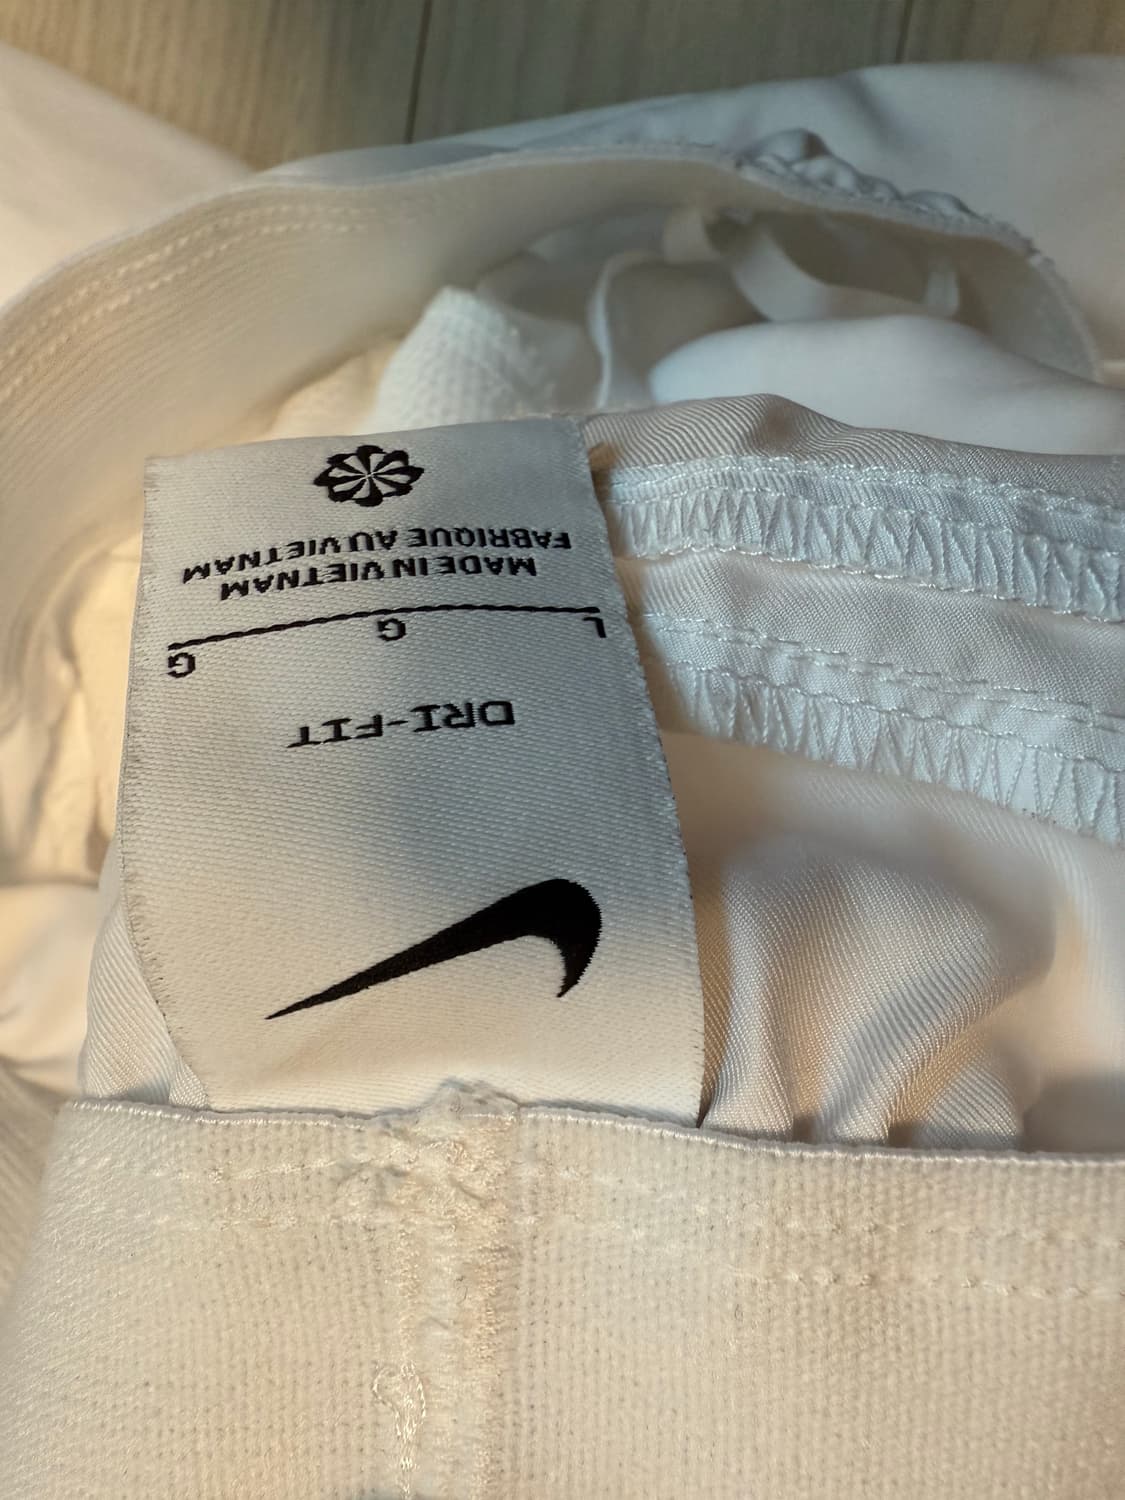 DRI-FIT
L G G
MADE IN VIETNAM
FABRIQUE AU VIETNAM